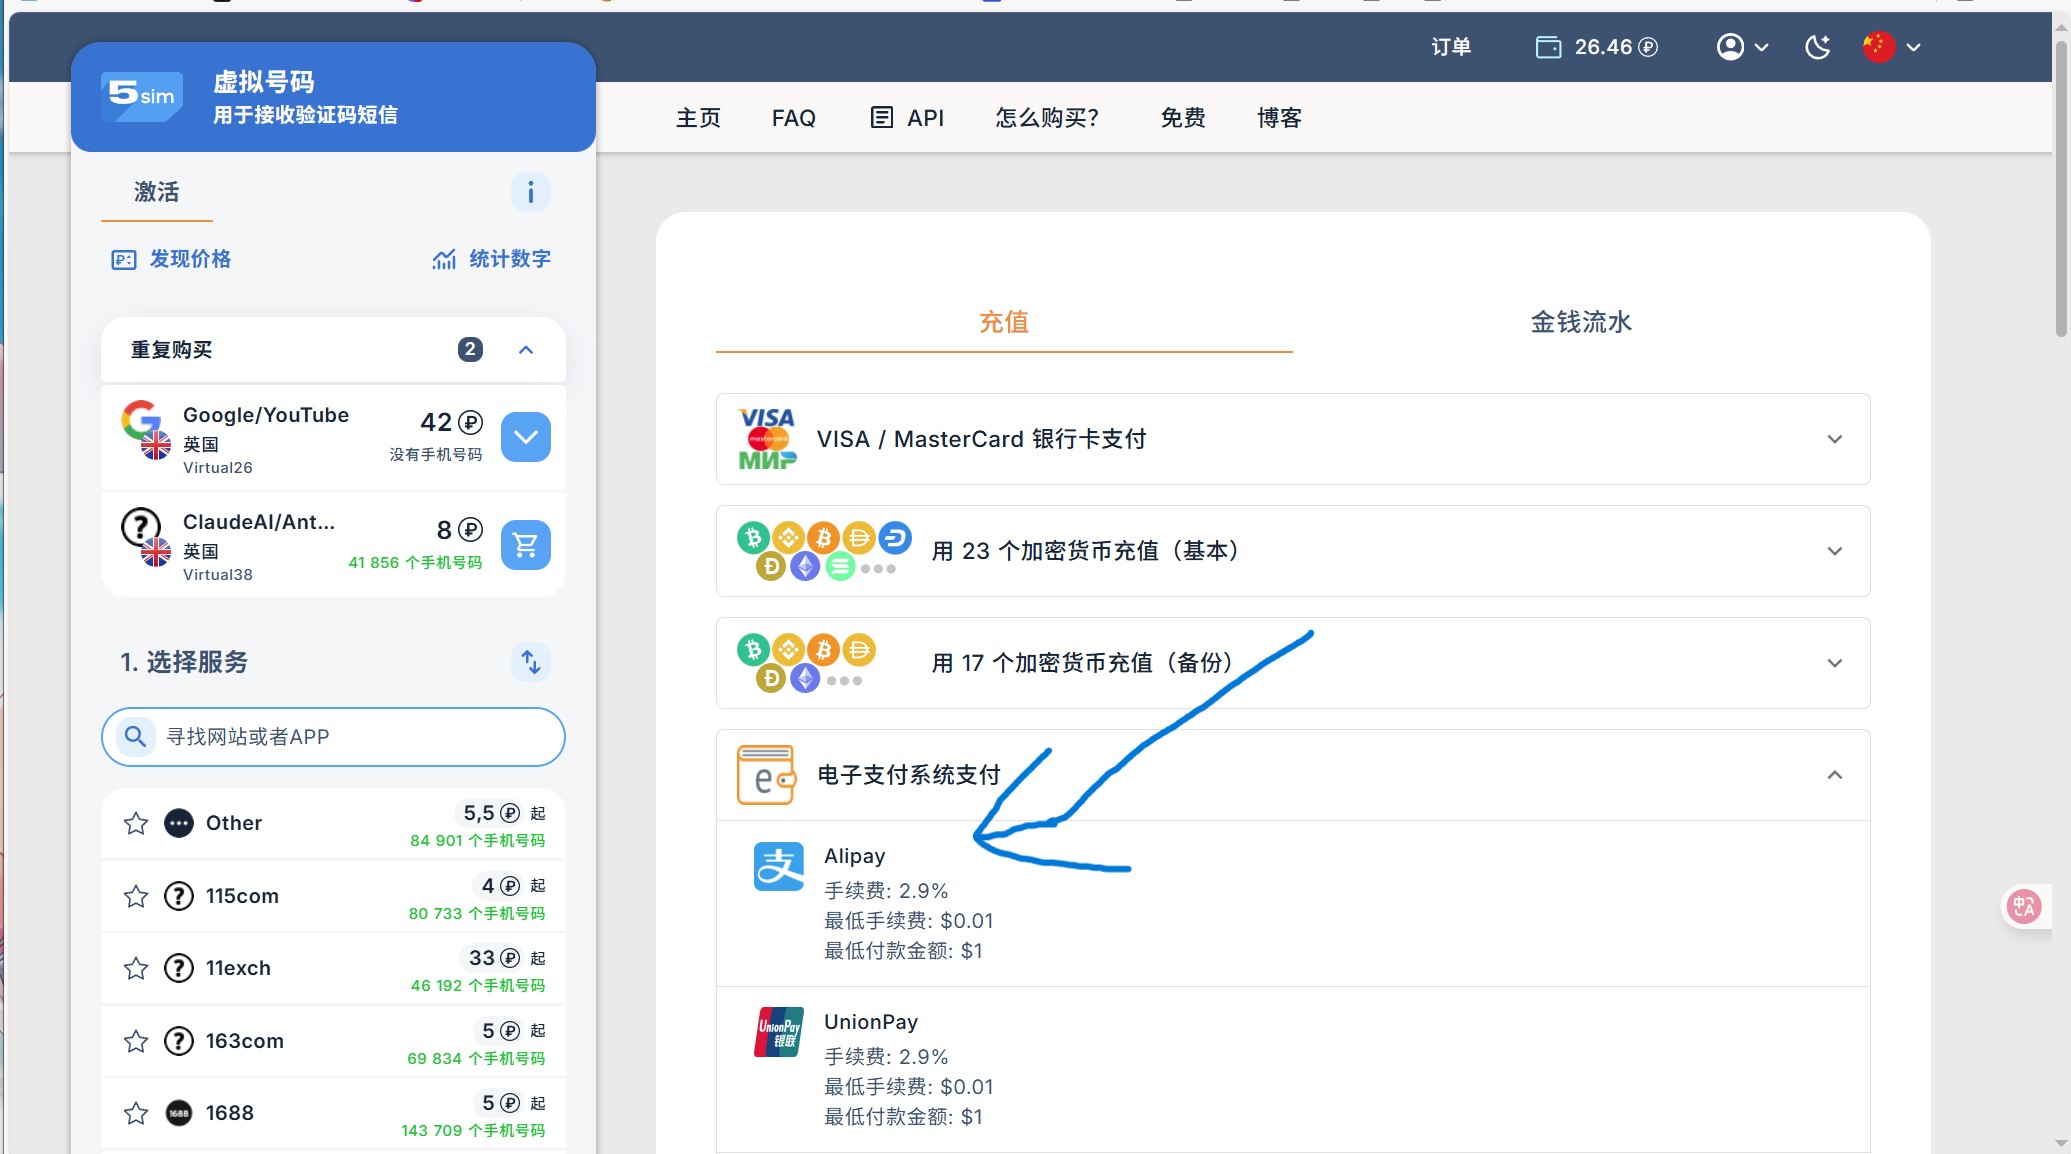 订单
26.46 ₽
5sim
虚拟号码
用于接收验证码短信
主页
FAQ
API
怎么购买?
免费
博客
激活
i
发现价格
统计数字
重复购买
2
Google/YouTube
英国
Virtual26
42 ₽
没有手机号码
ClaudeAI/Ant...
英国
Virtual38
8 ₽
41 856 个手机号码
1. 选择服务
寻找网站或者APP
Other
5,5 ₽ 起
84 901 个手机号码
115com
4 ₽ 起
80 733 个手机号码
11exch
33 ₽ 起
46 192 个手机号码
163com
5 ₽ 起
69 834 个手机号码
1688
1688
5 ₽ 起
143 709 个手机号码
充值
金钱流水
VISA
mastercard
МИР
VISA / MasterCard 银行卡支付
用 23 个加密货币充值（基本）
用 17 个加密货币充值（备份）
e
电子支付系统支付
支
Alipay
手续费: 2.9%
最低手续费: $0.01
最低付款金额: $1
UnionPay
银联
UnionPay
手续费: 2.9%
最低手续费: $0.01
最低付款金额: $1
中A